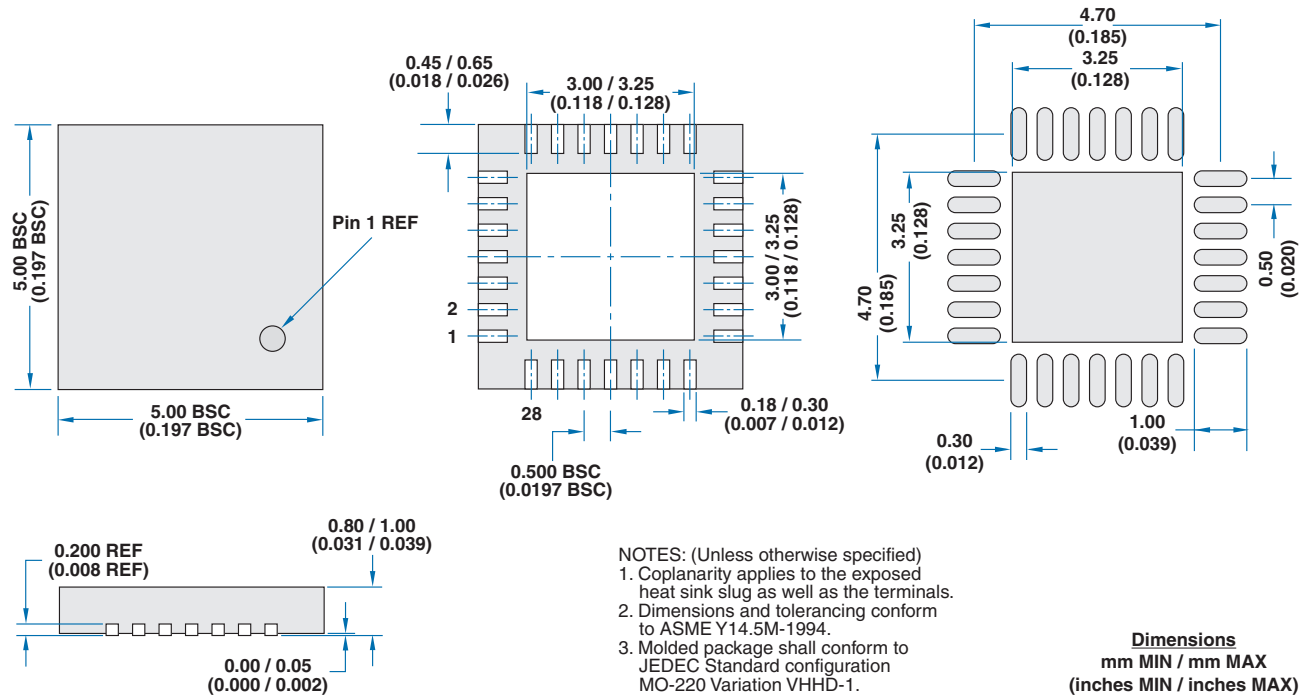 5.00 BSC
(0.197 BSC)
Pin 1 REF
5.00 BSC
(0.197 BSC)
0.45 / 0.65
(0.018 / 0.026)
3.00 / 3.25
(0.118 / 0.128)
3.00 / 3.25
(0.118 / 0.128)
2
1
28
0.18 / 0.30
(0.007 / 0.012)
0.500 BSC
(0.0197 BSC)
4.70
(0.185)
3.25
(0.128)
4.70
(0.185)
3.25
(0.128)
0.50
(0.020)
0.30
(0.012)
1.00
(0.039)
0.200 REF
(0.008 REF)
0.80 / 1.00
(0.031 / 0.039)
0.00 / 0.05
(0.000 / 0.002)
NOTES: (Unless otherwise specified)
1. Coplanarity applies to the exposed
heat sink slug as well as the terminals.
2. Dimensions and tolerancing conform
to ASME Y14.5M-1994.
3. Molded package shall conform to
JEDEC Standard configuration
MO-220 Variation VHHD-1.
Dimensions
mm MIN / mm MAX
(inches MIN / inches MAX)